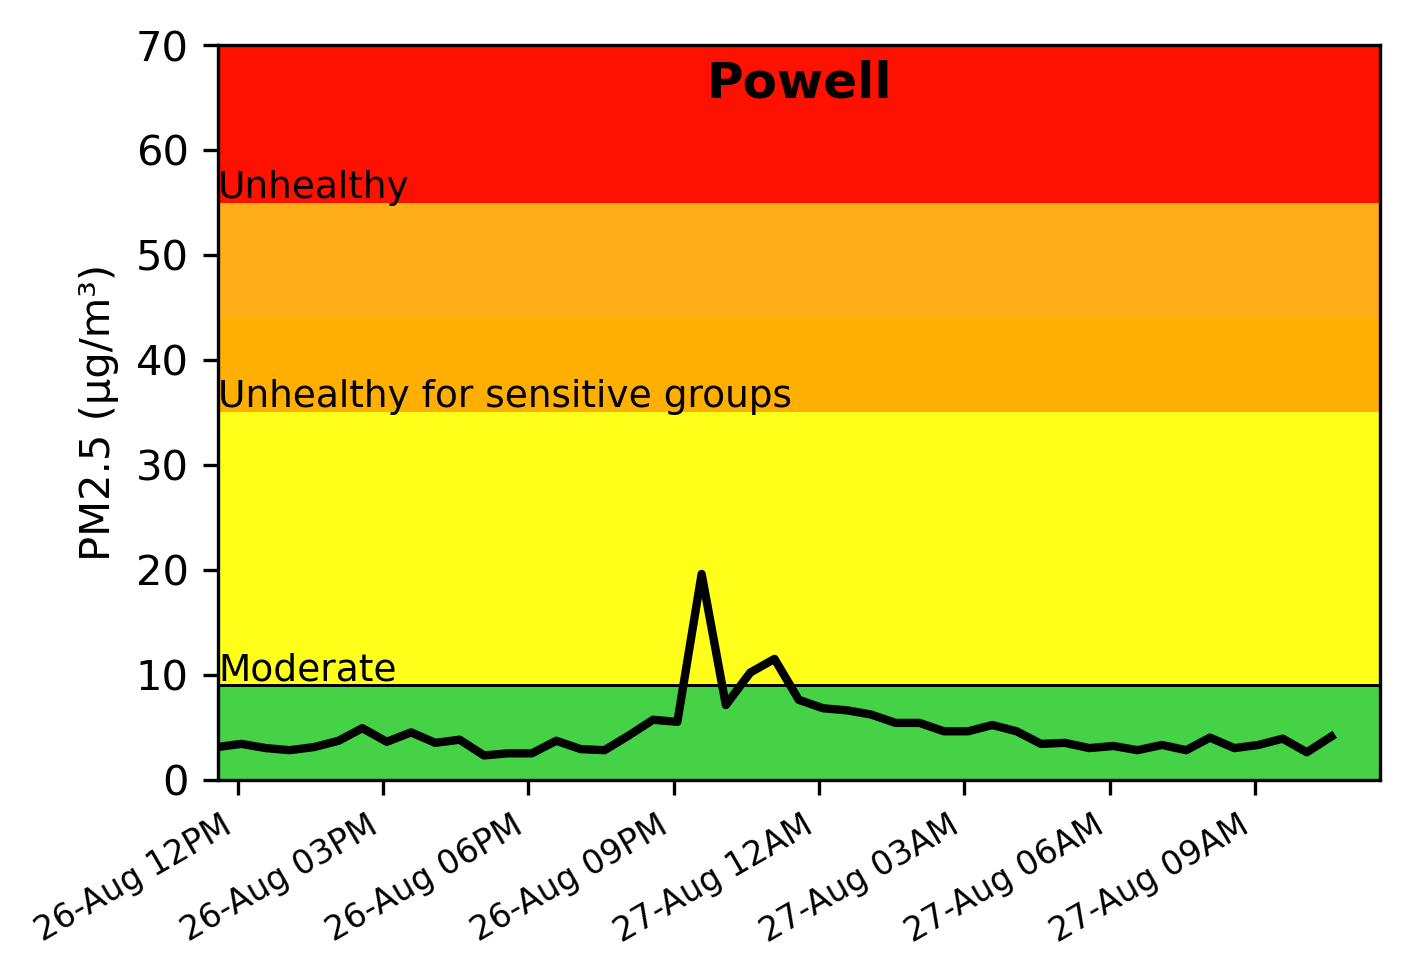 Powell
PM2.5 (µg/m³)
70
60
50
40
30
20
10
0
Unhealthy
Unhealthy for sensitive groups
Moderate
26-Aug 12PM
26-Aug 03PM
26-Aug 06PM
26-Aug 09PM
27-Aug 12AM
27-Aug 03AM
27-Aug 06AM
27-Aug 09AM